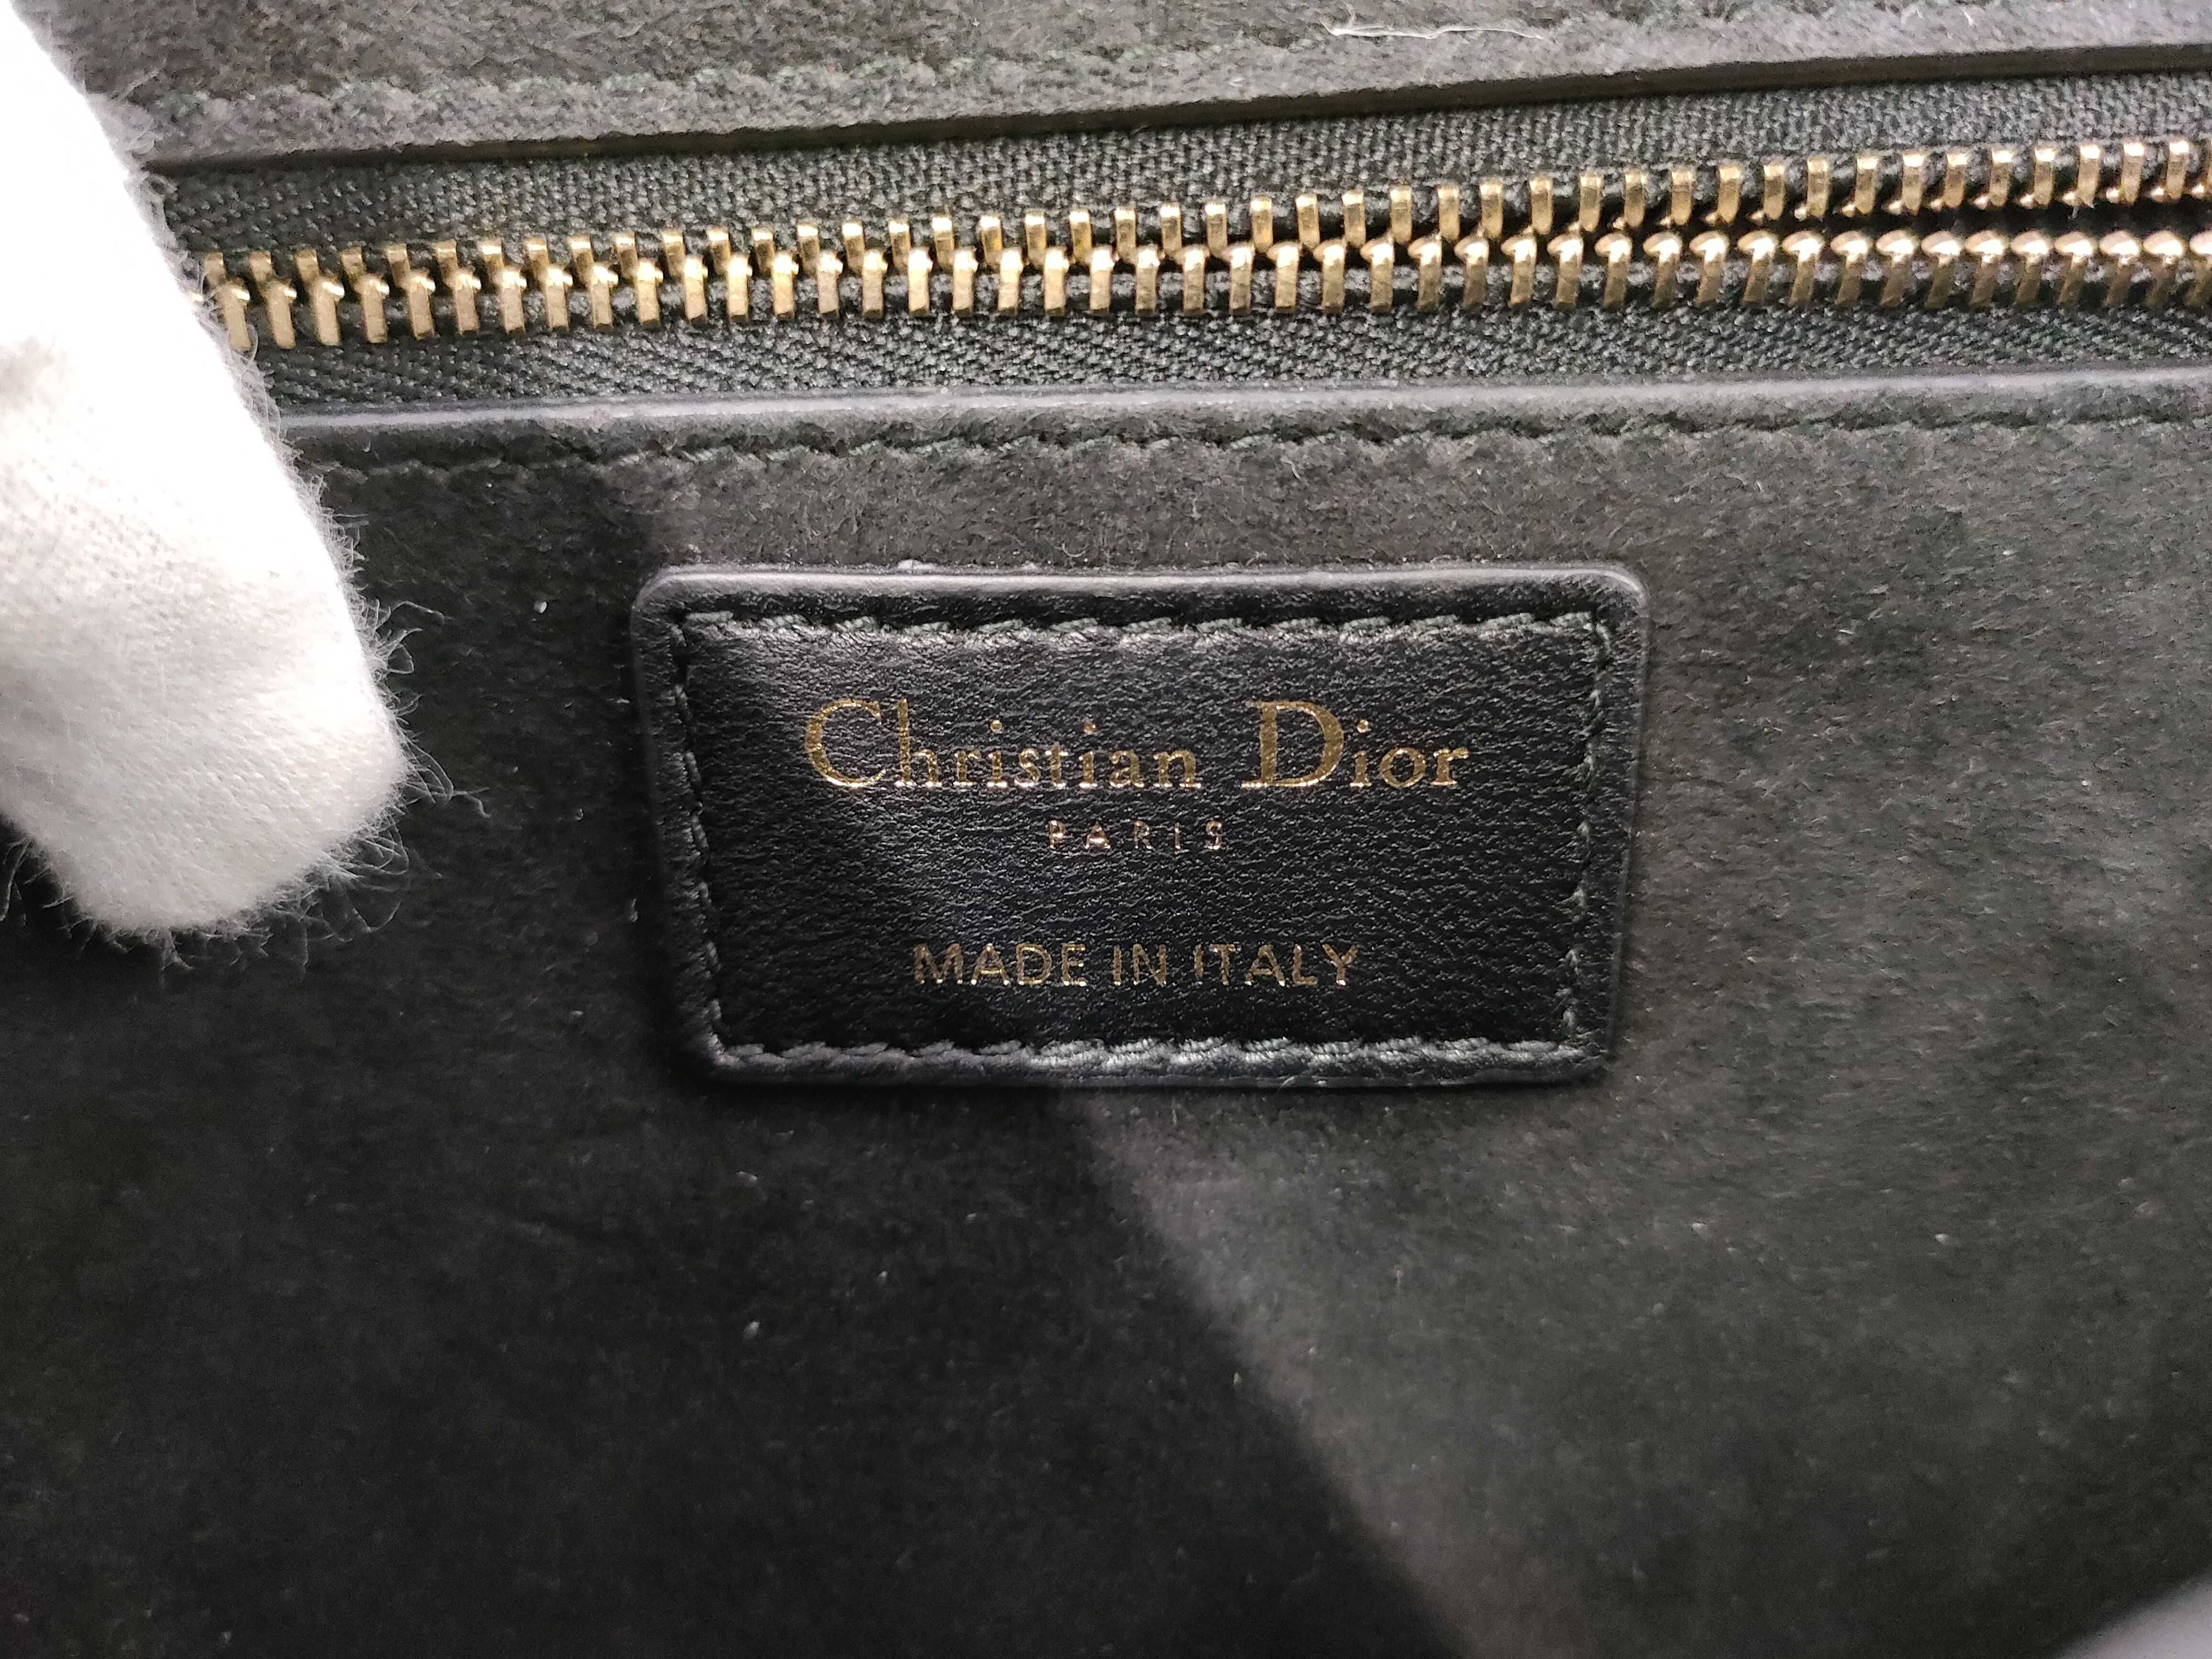 Christian Dior
PARIS
MADE IN ITALY